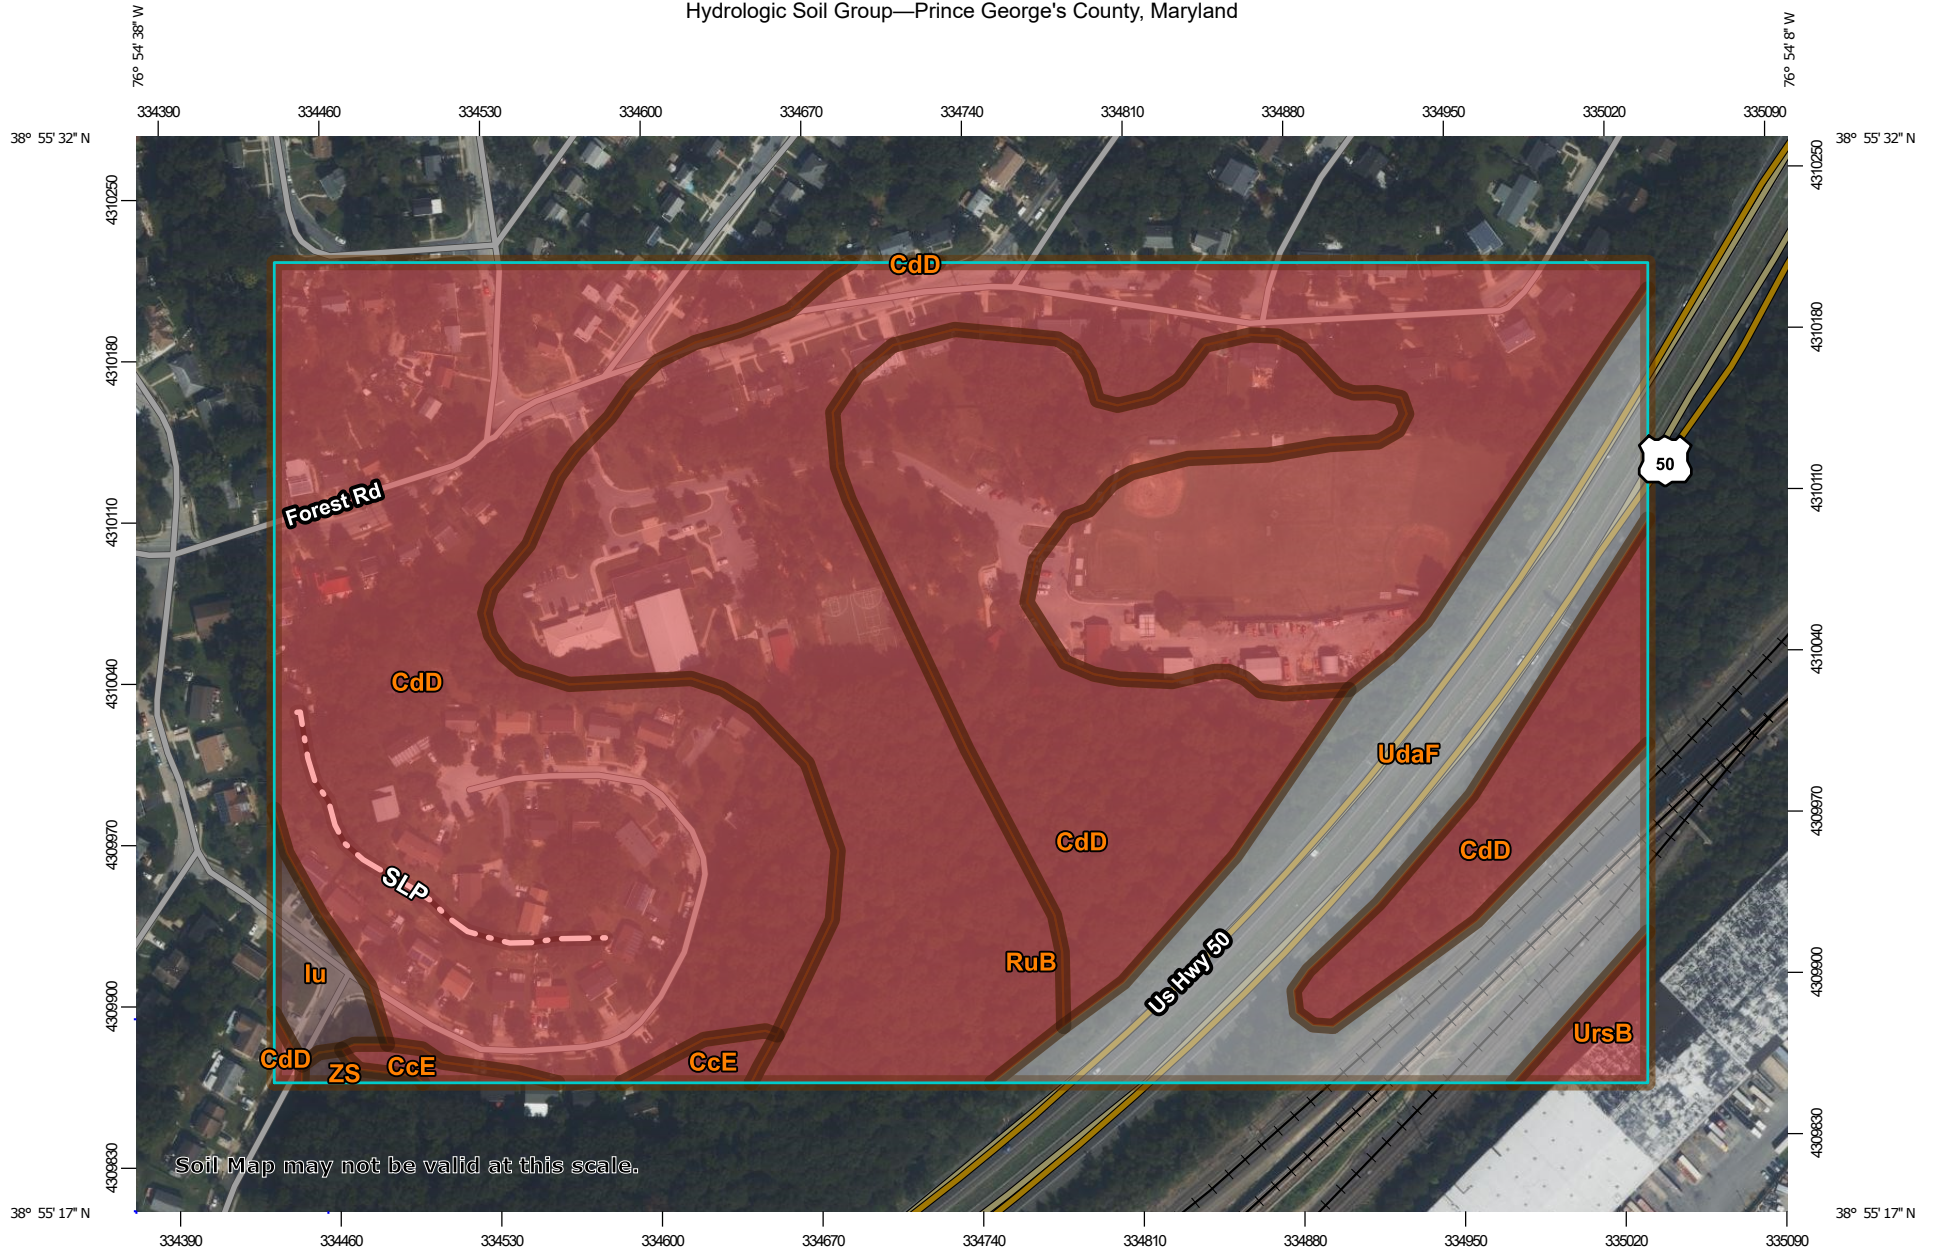 Hydrologic Soil Group—Prince George's County, Maryland
76° 54' 38" W
76° 54' 8" W
334390 334460 334530 334600 334670 334740 334810 334880 334950 335020 335090
38° 55' 32" N
38° 55' 32" N
4310250
4310250
CdD
4310180
4310180
50
Forest Rd
4310110
4310110
4310040
4310040
CdD
UdaF
4309970
4309970
CdD
CdD
SLP
RuB
Iu
Us Hwy 50
4309900
4309900
UrsB
CdD
ZS
CcE
CcE
4309830
4309830
Soil Map may not be valid at this scale.
38° 55' 17" N
38° 55' 17" N
334390 334460 334530 334600 334670 334740 334810 334880 334950 335020 335090